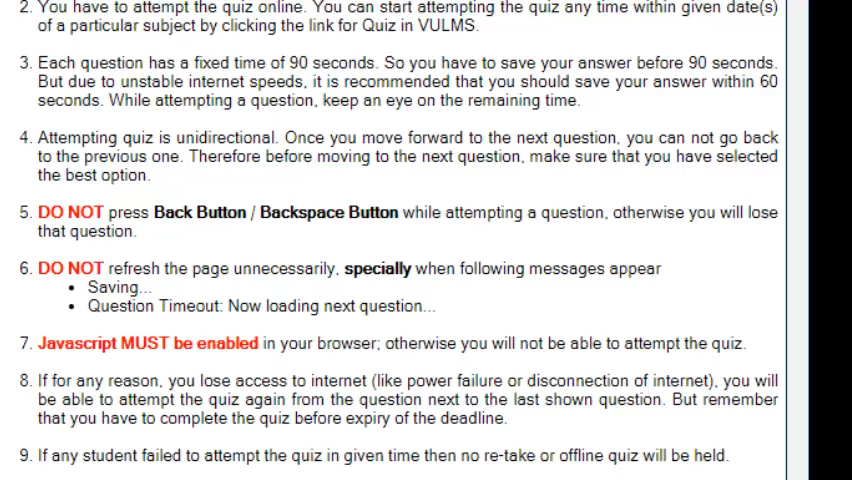 2. You have to attempt the quiz online. You can start attempting the quiz any time within given date(s)
of a particular subject by clicking the link for Quiz in VULMS.
3. Each question has a fixed time of 90 seconds. So you have to save your answer before 90 seconds.
But due to unstable internet speeds, it is recommended that you should save your answer within 60
seconds. While attempting a question, keep an eye on the remaining time.
4. Attempting quiz is unidirectional. Once you move forward to the next question, you can not go back
to the previous one. Therefore before moving to the next question, make sure that you have selected
the best option.
5. DO NOT press Back Button / Backspace Button while attempting a question, otherwise you will lose
that question.
6. DO NOT refresh the page unnecessarily, specially when following messages appear
• Saving...
• Question Timeout: Now loading next question...
7. Javascript MUST be enabled in your browser; otherwise you will not be able to attempt the quiz.
8. If for any reason, you lose access to internet (like power failure or disconnection of internet), you will
be able to attempt the quiz again from the question next to the last shown question. But remember
that you have to complete the quiz before expiry of the deadline.
9. If any student failed to attempt the quiz in given time then no re-take or offline quiz will be held.